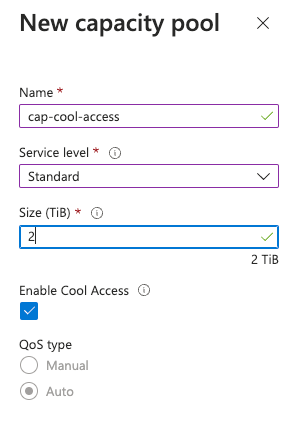 New capacity pool
Name *
cap-cool-access
Service level *
Standard
Size (TiB) *
2
2 TiB
Enable Cool Access
QoS type
Manual
Auto